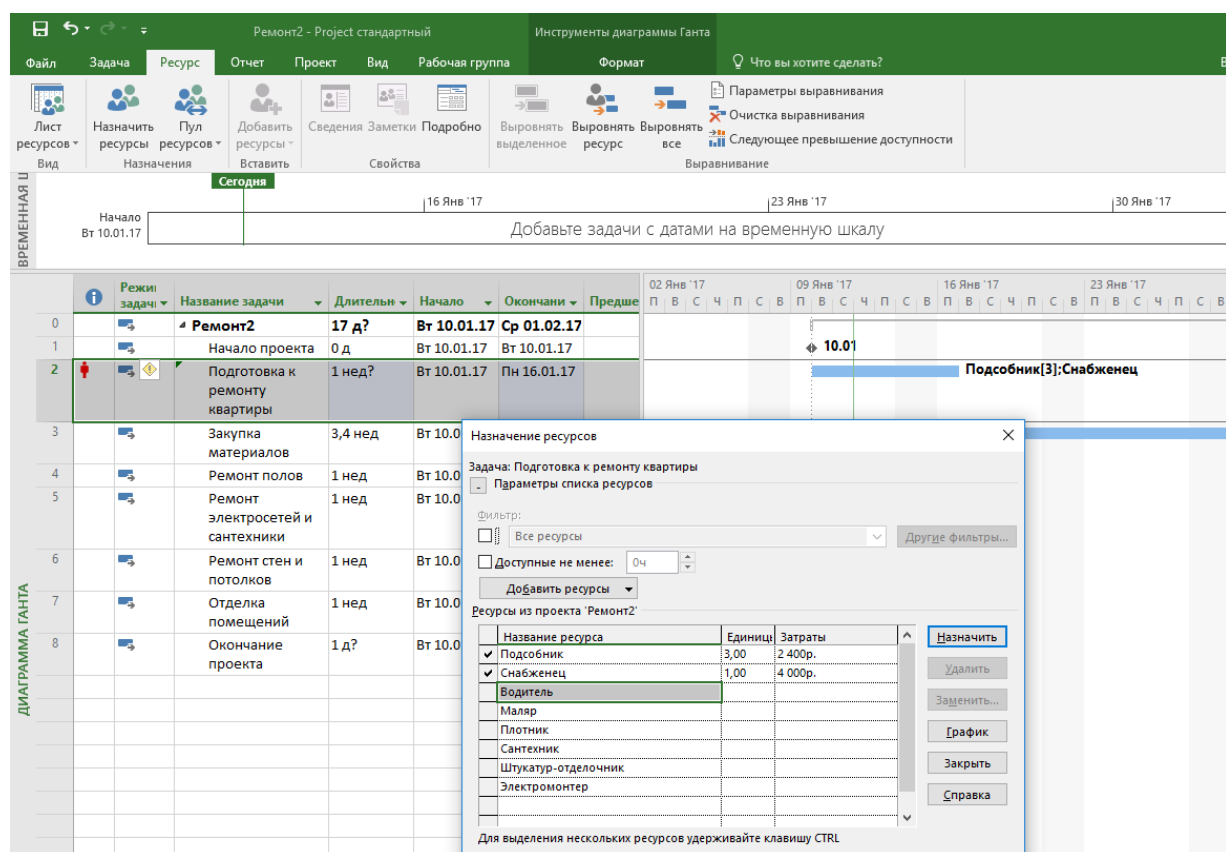 Ремонт2 - Project стандартный
Инструменты диаграммы Ганта
Файл Задача Ресурс Отчет Проект Вид Рабочая группа Формат Что вы хотите сделать?
Лист ресурсов
Назначить ресурсы
Пул ресурсов
Добавить ресурсы
Сведения Заметки Подробно
Выровнять выделенное
Выровнять ресурс
Выровнять все
Параметры выравнивания
Очистка выравнивания
Следующее превышение доступности
Вид Назначения Вставить Свойства Выравнивание
Сегодня
16 Янв '17 23 Янв '17 30 Янв '17
Начало
Вт 10.01.17
Добавьте задачи с датами на временную шкалу
ВРЕМЕННАЯ
Режи задач Название задачи Длительн Начало Окончани Предше
02 Янв '17 09 Янв '17 16 Янв '17 23 Янв '17
П В С Ч П С В П В С Ч П С В П В С Ч П С В П В С Ч П С В
0 Ремонт2 17 д? Вт 10.01.17 Ср 01.02.17
1 Начало проекта 0 д Вт 10.01.17 Вт 10.01.17 10.01
2 Подготовка к ремонту квартиры 1 нед? Вт 10.01.17 Пн 16.01.17 Подсобник[3];Снабженец
3 Закупка материалов 3,4 нед Вт 10.0
4 Ремонт полов 1 нед Вт 10.0
5 Ремонт электросетей и сантехники 1 нед Вт 10.0
6 Ремонт стен и потолков 1 нед Вт 10.0
7 Отделка помещений 1 нед Вт 10.0
8 Окончание проекта 1 д? Вт 10.0
ДИАГРАММА ГАНТА
Назначение ресурсов
Задача: Подготовка к ремонту квартиры
- Параметры списка ресурсов
Фильтр:
Все ресурсы Другие фильтры...
Доступные не менее: 0ч
Добавить ресурсы
Ресурсы из проекта 'Ремонт2'
Название ресурса Единиць Затраты
Подсобник 3,00 2 400р.
Снабженец 1,00 4 000р.
Водитель
Маляр
Плотник
Сантехник
Штукатур-отделочник
Электромонтер
Назначить
Удалить
Заменить...
График
Закрыть
Справка
Для выделения нескольких ресурсов удерживайте клавишу CTRL